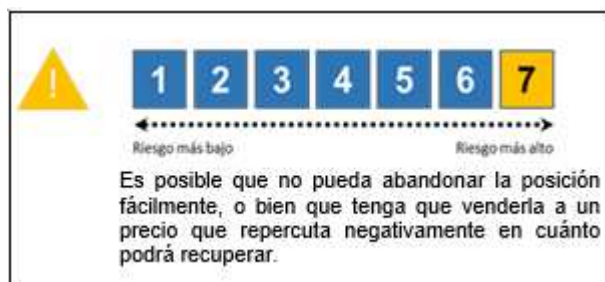 !
1 2 3 4 5 6 7
Riesgo más bajo Riesgo más alto
Es posible que no pueda abandonar la posición
fácilmente, o bien que tenga que venderla a un
precio que repercuta negativamente en cuánto
podrá recuperar.